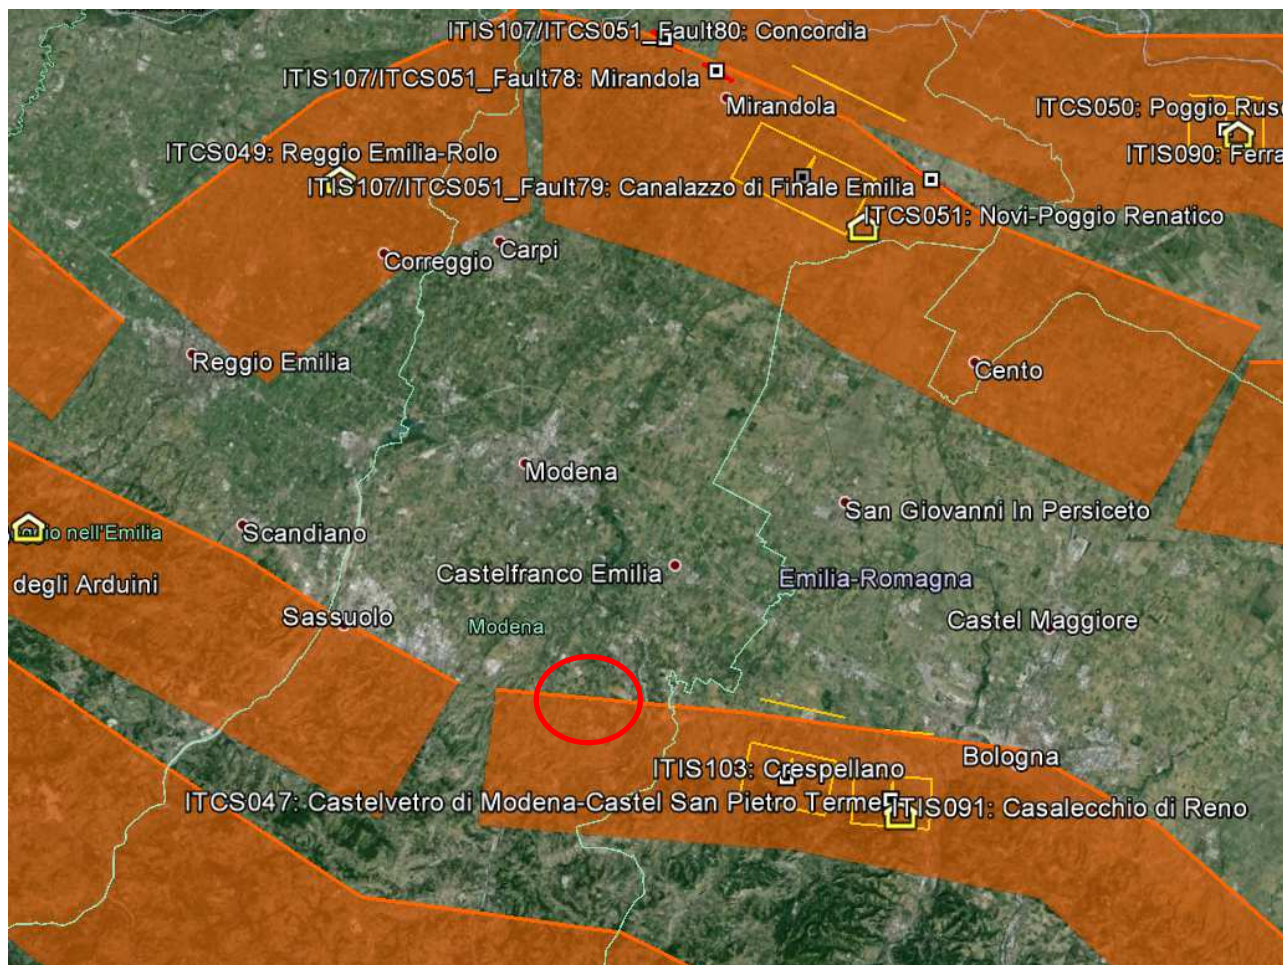 ITIS107/ITCS051_Fault80: Concordia
ITIS107/ITCS051_Fault78: Mirandola
Mirandola
ITCS050: Poggio Rusc
ITCS049: Reggio Emilia-Rolo
ITIS090: Ferra
ITIS107/ITCS051_Fault79: Canalazzo di Finale Emilia
ITCS051: Novi-Poggio Renatico
Carpi
Correggio
Reggio Emilia
Cento
Modena
San Giovanni In Persiceto
Scandiano
nell'Emilia
Castelfranco Emilia
Emilia-Romagna
degli Arduini
Sassuolo
Modena
Castel Maggiore
Bologna
ITIS103: Crespellano
ITCS047: Castelvetro di Modena-Castel San Pietro Terme
ITIS091: Casalecchio di Reno